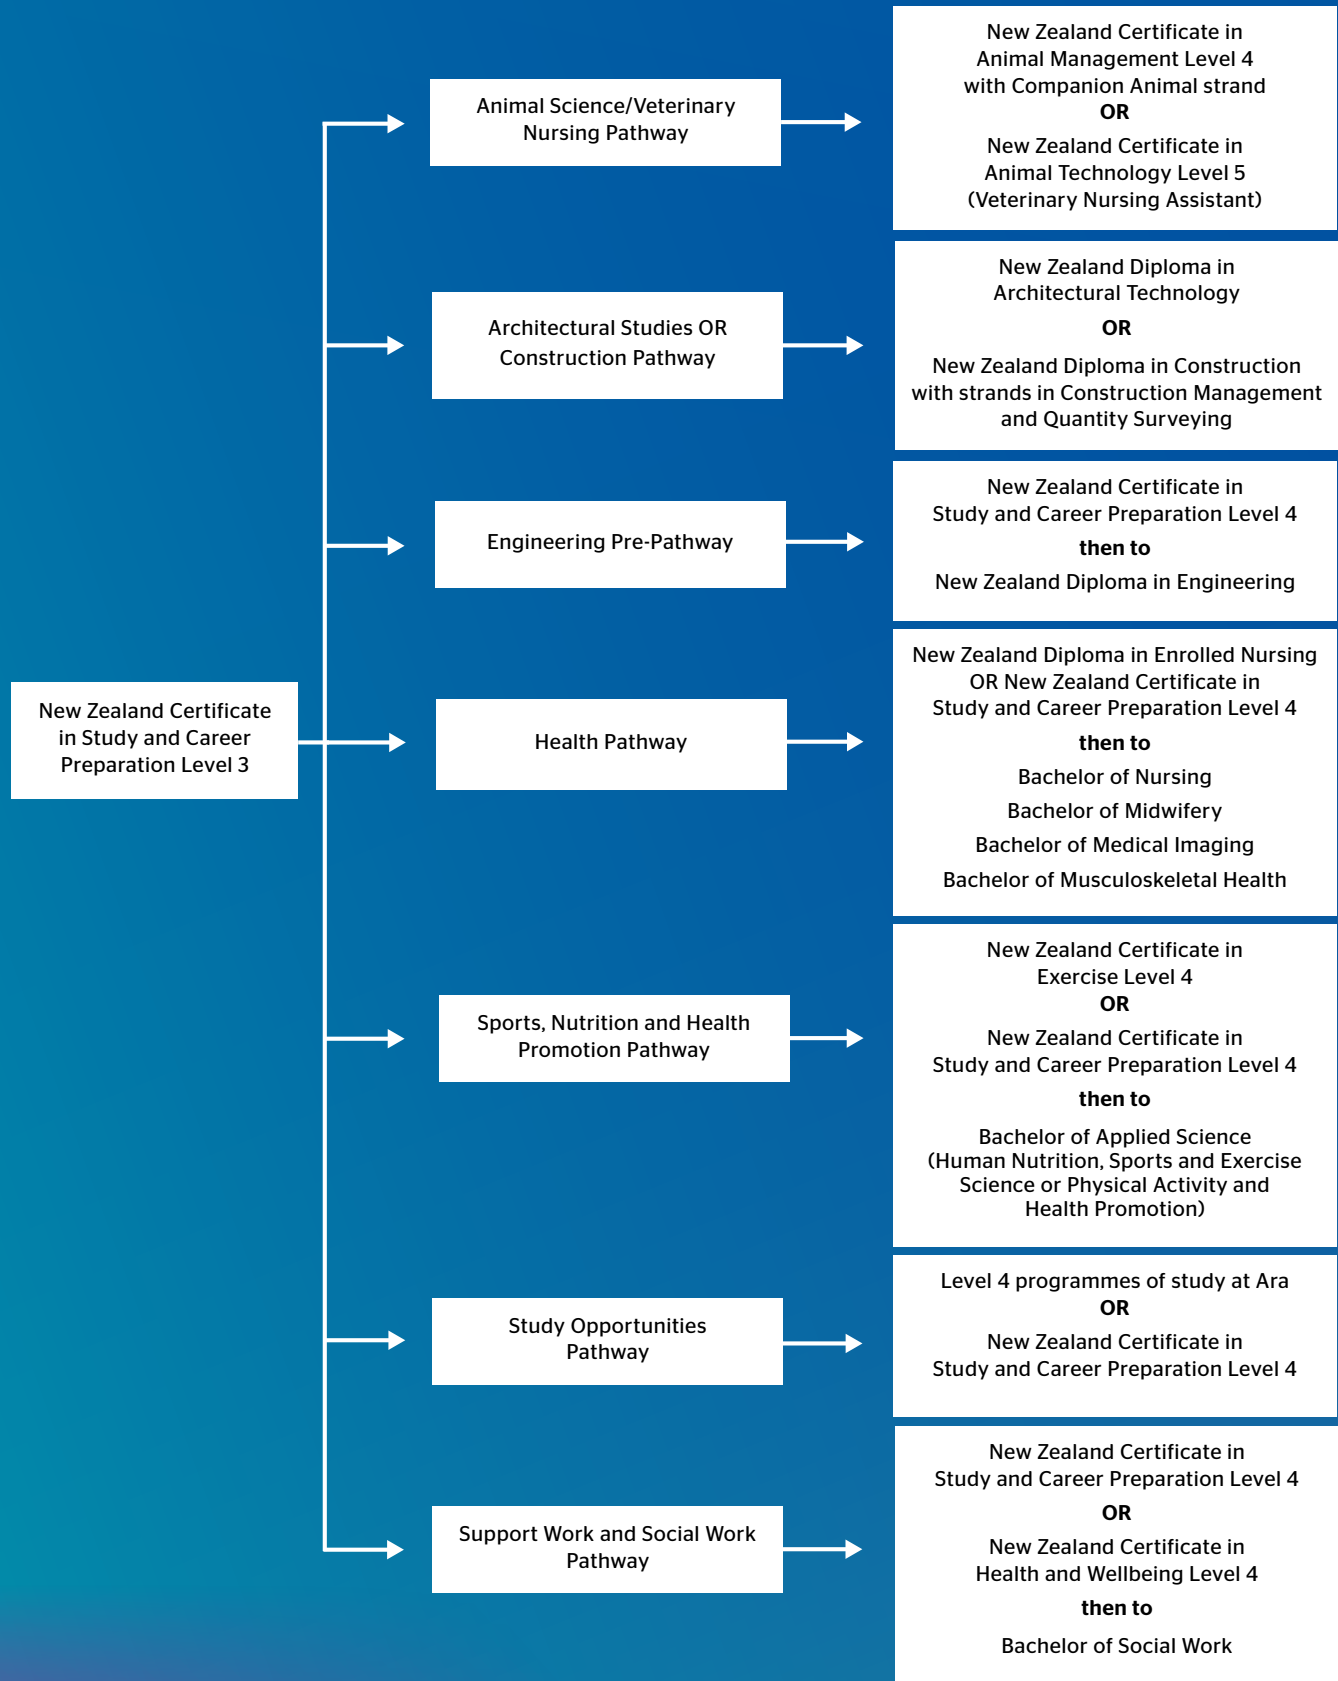 New Zealand Certificate
in Study and Career
Preparation Level 3
Animal Science/Veterinary
Nursing Pathway
New Zealand Certificate in
Animal Management Level 4
with Companion Animal strand
OR
New Zealand Certificate in
Animal Technology Level 5
(Veterinary Nursing Assistant)
Architectural Studies OR
Construction Pathway
New Zealand Diploma in
Architectural Technology
OR
New Zealand Diploma in Construction
with strands in Construction Management
and Quantity Surveying
Engineering Pre-Pathway
New Zealand Certificate in
Study and Career Preparation Level 4
then to
New Zealand Diploma in Engineering
Health Pathway
New Zealand Diploma in Enrolled Nursing
OR New Zealand Certificate in
Study and Career Preparation Level 4
then to
Bachelor of Nursing
Bachelor of Midwifery
Bachelor of Medical Imaging
Bachelor of Musculoskeletal Health
Sports, Nutrition and Health
Promotion Pathway
New Zealand Certificate in
Exercise Level 4
OR
New Zealand Certificate in
Study and Career Preparation Level 4
then to
Bachelor of Applied Science
(Human Nutrition, Sports and Exercise
Science or Physical Activity and
Health Promotion)
Study Opportunities
Pathway
Level 4 programmes of study at Ara
OR
New Zealand Certificate in
Study and Career Preparation Level 4
Support Work and Social Work
Pathway
New Zealand Certificate in
Study and Career Preparation Level 4
OR
New Zealand Certificate in
Health and Wellbeing Level 4
then to
Bachelor of Social Work